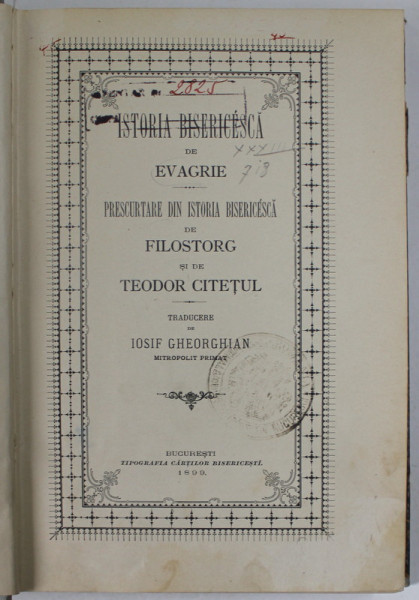 2825
ISTORIA BISERICÉSCĂ
DE
EVAGRIE
PRESCURTARE DIN ISTORIA BISERICÉSCĂ
DE
FILOSTORG
ȘI DE
TEODOR CITEȚUL
TRADUCERE
DE
IOSIF GHEORGHIAN
MITROPOLIT PRIMAT
BUCUREȘTI
TIPOGRAFIA CĂRȚILOR BISERICEȘTI.
1899.